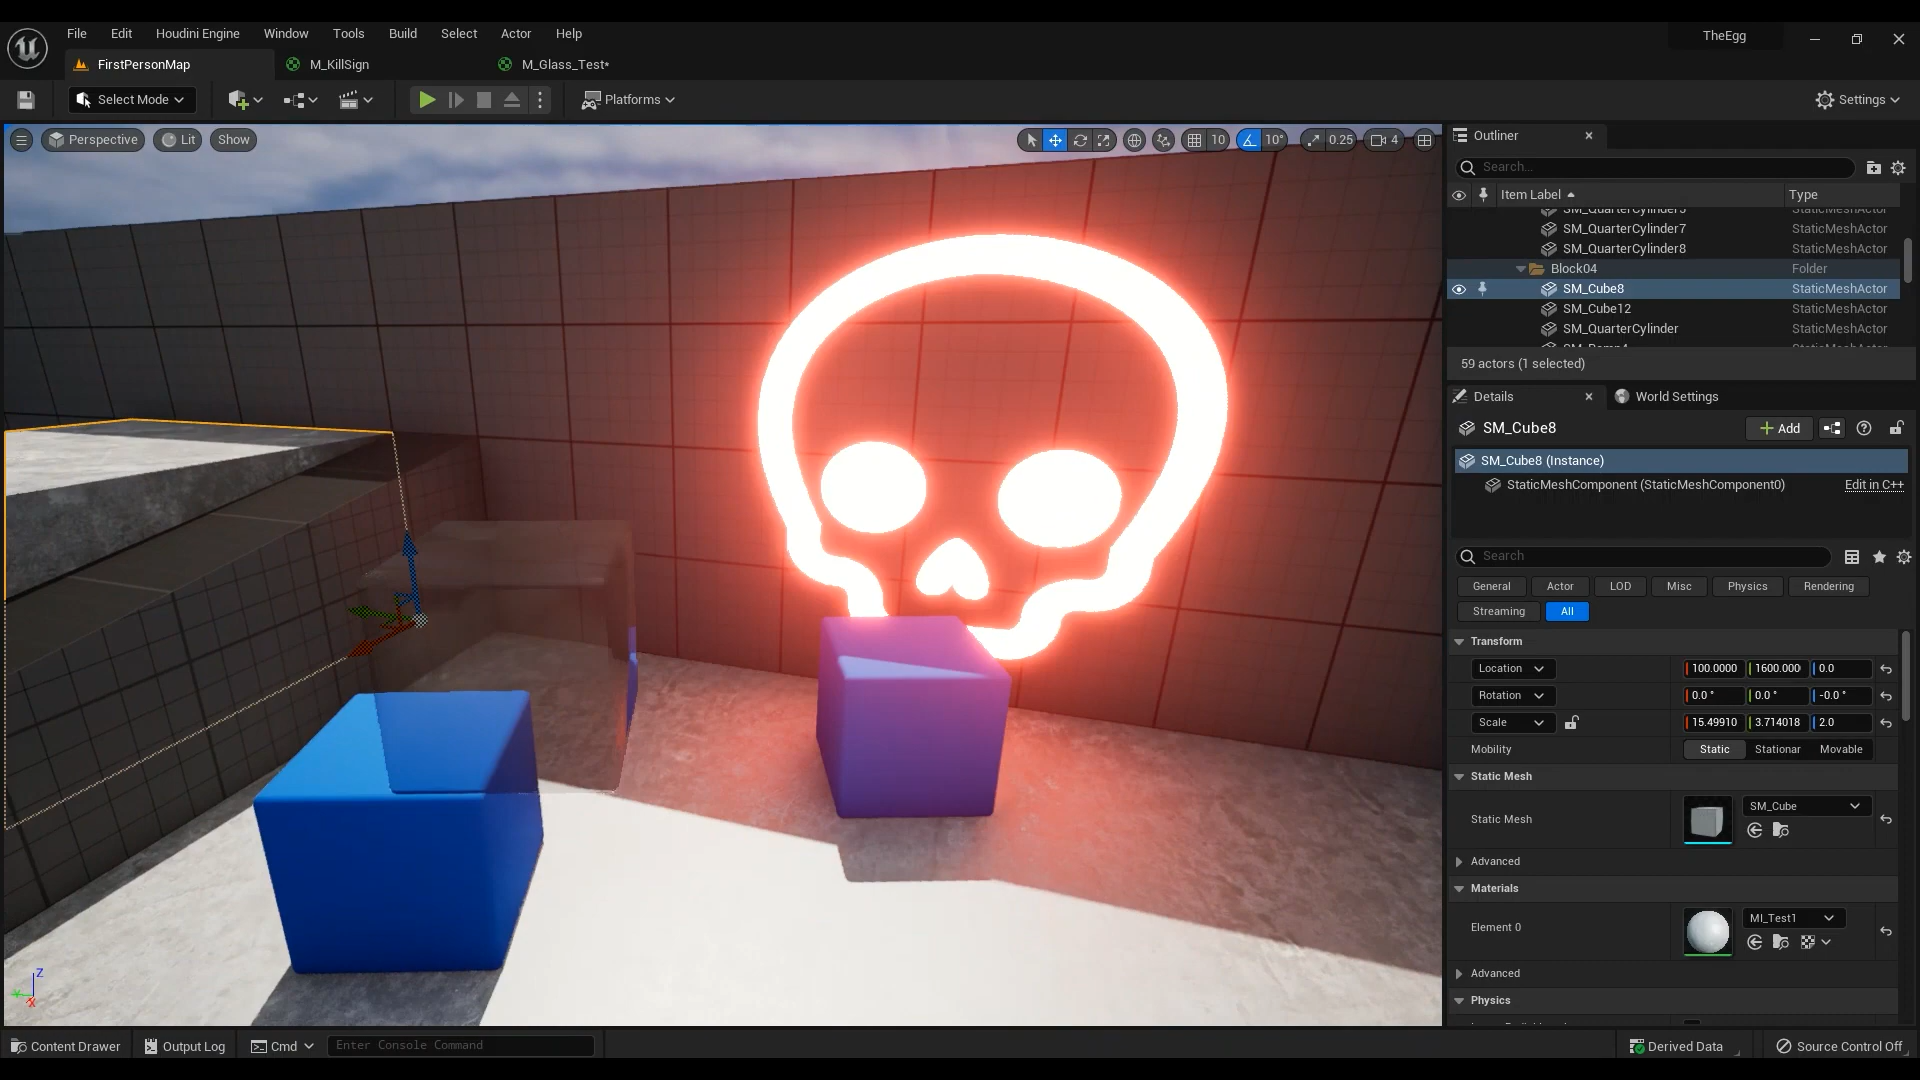 File Edit Houdini Engine Window Tools Build Select Actor Help
TheEgg
FirstPersonMap M_KillSign M_Glass_Test*
Select Mode Platforms Settings
Perspective Lit Show 10 10° 0.25 4
Outliner
Search...
Item Label Type
StaticMeshActor
SM_QuarterCylinder7 StaticMeshActor
SM_QuarterCylinder8 StaticMeshActor
Block04 Folder
SM_Cube8 StaticMeshActor
SM_Cube12 StaticMeshActor
SM_QuarterCylinder StaticMeshActor
StaticMeshActor
59 actors (1 selected)
Details World Settings
SM_Cube8 Add
SM_Cube8 (Instance)
StaticMeshComponent (StaticMeshComponent0) Edit in C++
Search
General Actor LOD Misc Physics Rendering
Streaming All
Transform
Location 100.0000 1600.000 0.0
Rotation 0.0 ° 0.0 ° -0.0 °
Scale 15.49910 3.714018 2.0
Mobility Static Stationar Movable
Static Mesh
Static Mesh SM_Cube
Advanced
Materials
Element 0 MI_Test1
Advanced
Physics
Z
X
Content Drawer Output Log Cmd Enter Console Command Derived Data Source Control Off